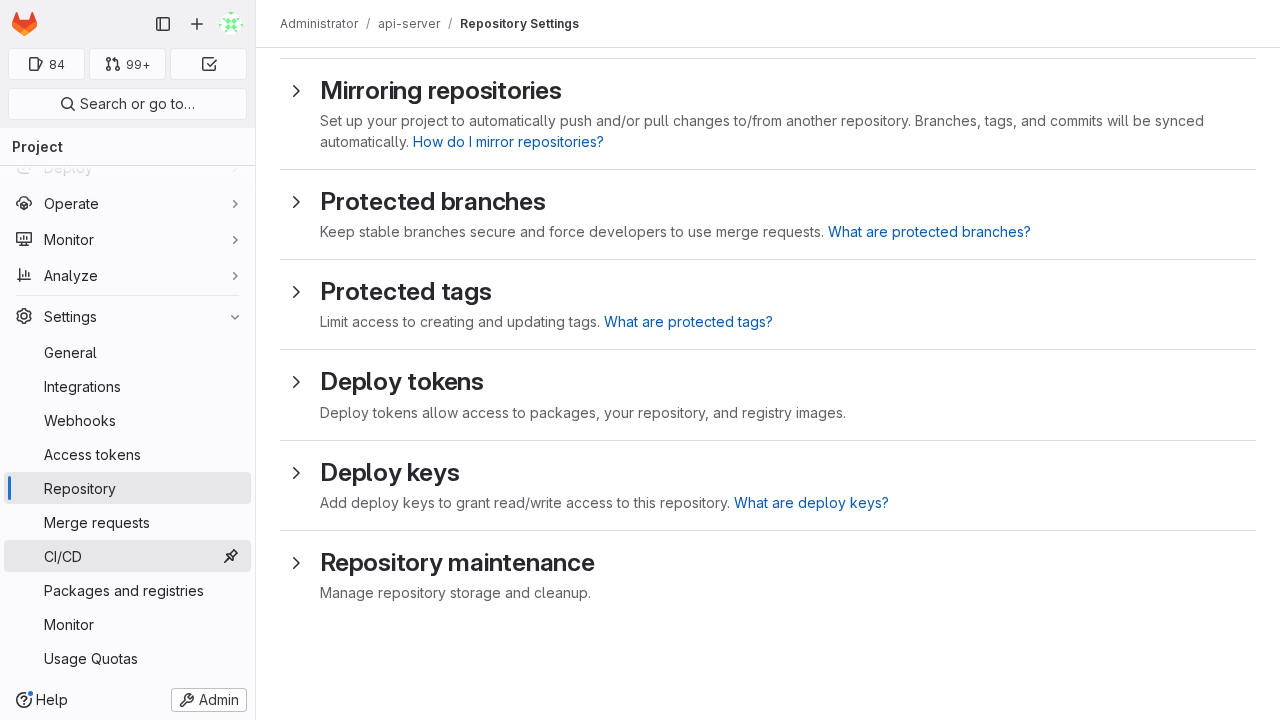 84
99+
Search or go to…
Project
Deploy
Operate
Monitor
Analyze
Settings
General
Integrations
Webhooks
Access tokens
Repository
Merge requests
CI/CD
Packages and registries
Monitor
Usage Quotas
Help
Admin
Administrator / api-server / Repository Settings
Mirroring repositories
Set up your project to automatically push and/or pull changes to/from another repository. Branches, tags, and commits will be synced
automatically. How do I mirror repositories?
Protected branches
Keep stable branches secure and force developers to use merge requests. What are protected branches?
Protected tags
Limit access to creating and updating tags. What are protected tags?
Deploy tokens
Deploy tokens allow access to packages, your repository, and registry images.
Deploy keys
Add deploy keys to grant read/write access to this repository. What are deploy keys?
Repository maintenance
Manage repository storage and cleanup.